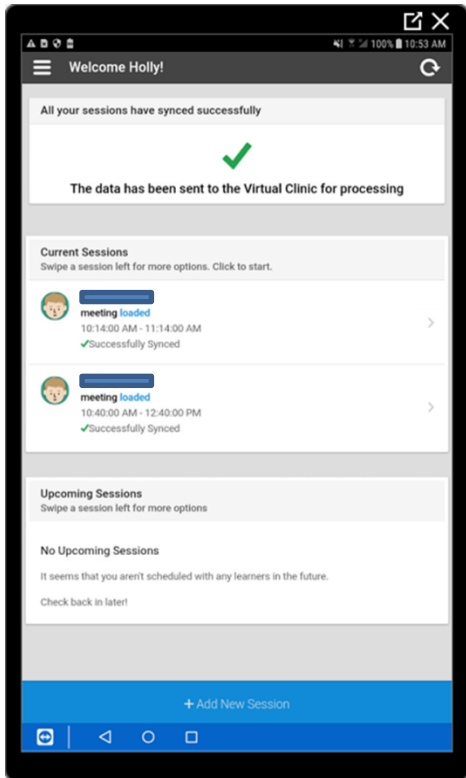 100% 10:53 AM
Welcome Holly!
All your sessions have synced successfully
The data has been sent to the Virtual Clinic for processing
Current Sessions
Swipe a session left for more options. Click to start.
meeting loaded
10:14:00 AM - 11:14:00 AM
✓Successfully Synced
meeting loaded
10:40:00 AM - 12:40:00 PM
✓Successfully Synced
Upcoming Sessions
Swipe a session left for more options
No Upcoming Sessions
It seems that you aren't scheduled with any learners in the future.
Check back in later!
+ Add New Session